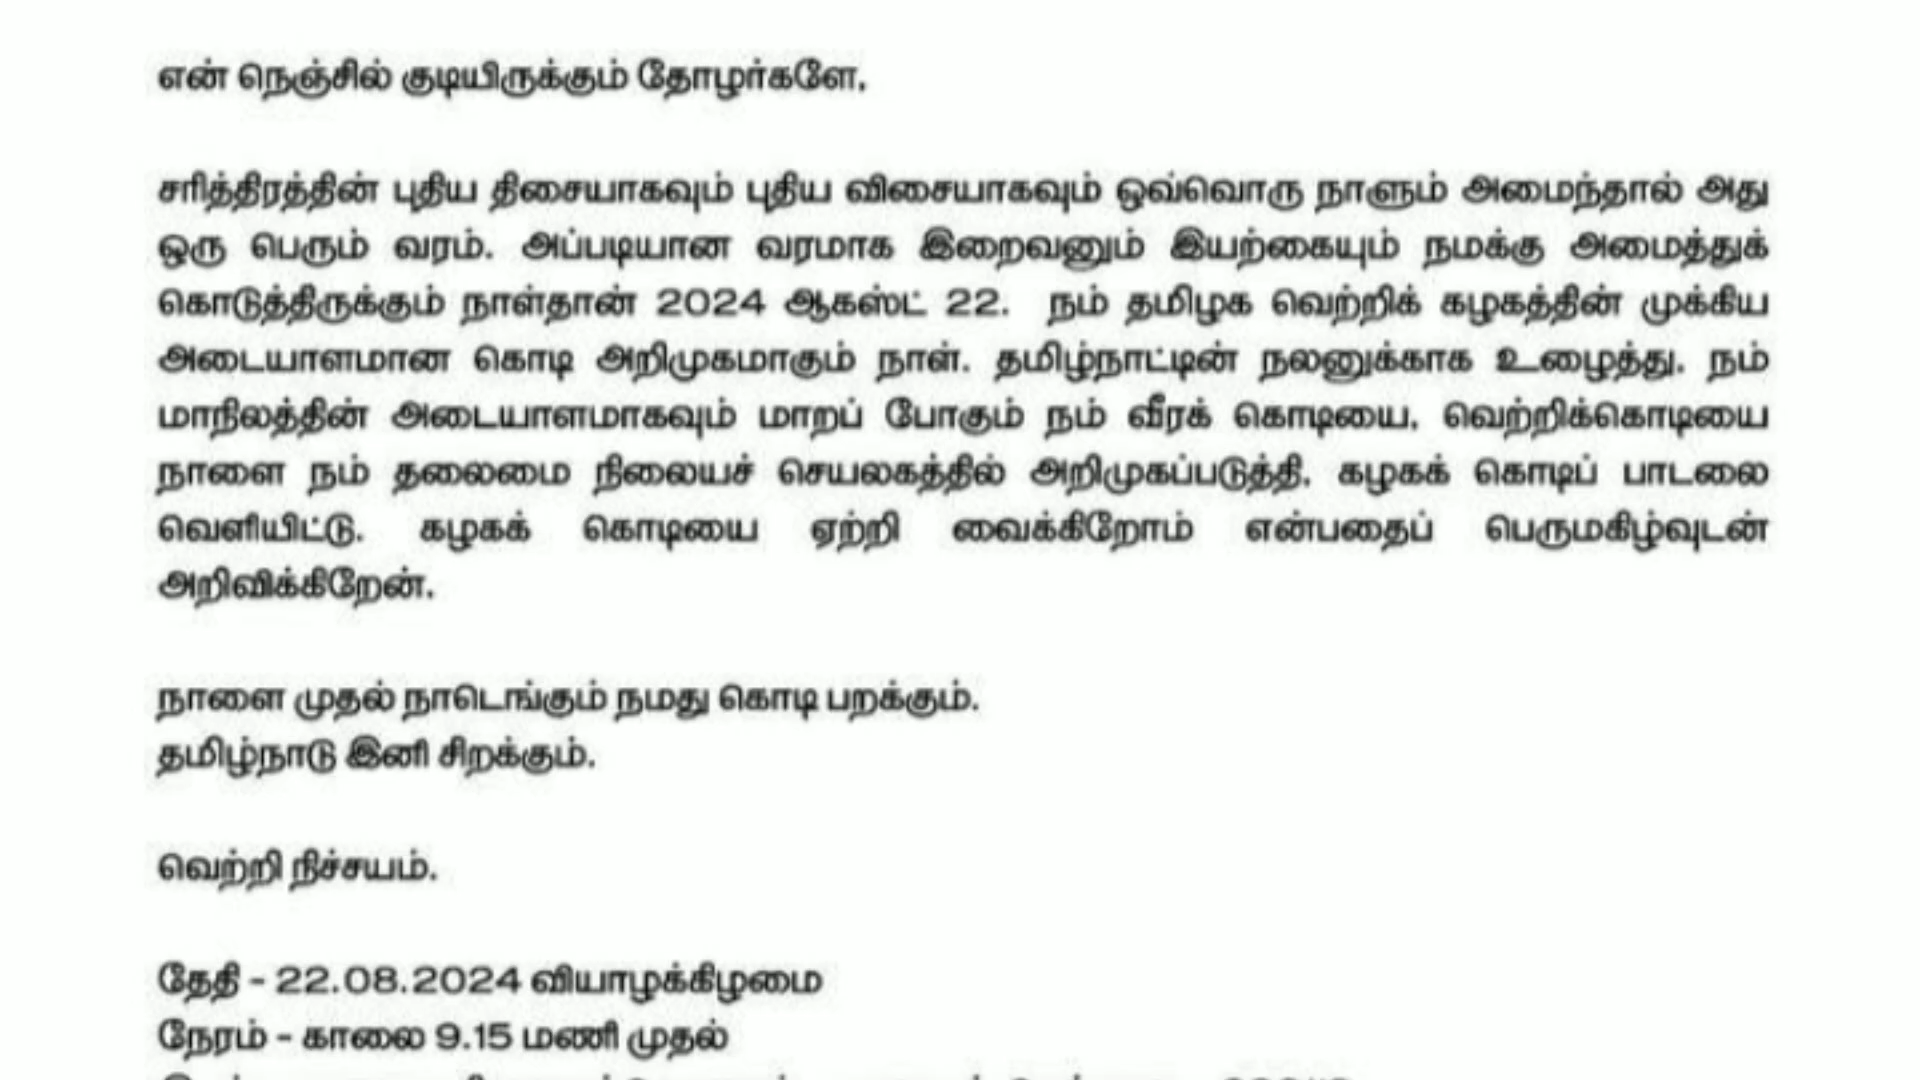 என் நெஞ்சில் குடியிருக்கும் தோழர்களே,
சரித்திரத்தின் புதிய திசையாகவும் புதிய விசையாகவும் ஒவ்வொரு நாளும் அமைந்தால் அது
ஒரு பெரும் வரம். அப்படியான வரமாக இறைவனும் இயற்கையும் நமக்கு அமைத்துக்
கொடுத்திருக்கும் நாள்தான் 2024 ஆகஸ்ட் 22. நம் தமிழக வெற்றிக் கழகத்தின் முக்கிய
அடையாளமான கொடி அறிமுகமாகும் நாள். தமிழ்நாட்டின் நலனுக்காக உழைத்து, நம்
மாநிலத்தின் அடையாளமாகவும் மாறப் போகும் நம் வீரக் கொடியை, வெற்றிக்கொடியை
நாளை நம் தலைமை நிலையச் செயலகத்தில் அறிமுகப்படுத்தி, கழகக் கொடிப் பாடலை
வெளியிட்டு, கழகக் கொடியை ஏற்றி வைக்கிறோம் என்பதைப் பெருமகிழ்வுடன்
அறிவிக்கிறேன்.
நாளை முதல் நாடெங்கும் நமது கொடி பறக்கும்.
தமிழ்நாடு இனி சிறக்கும்.
வெற்றி நிச்சயம்.
தேதி - 22.08.2024 வியாழக்கிழமை
நேரம் - காலை 9.15 மணி முதல்